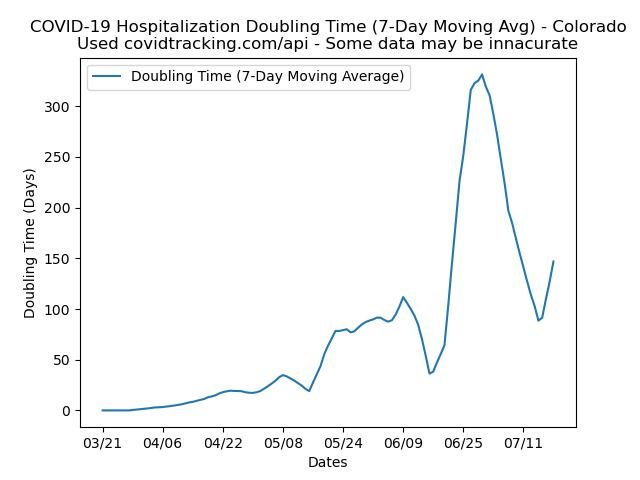 COVID-19 Hospitalization Doubling Time (7-Day Moving Avg) - Colorado
Used covidtracking.com/api - Some data may be innacurate
Doubling Time (7-Day Moving Average)
Doubling Time (Days)
300
250
200
150
100
50
0
03/21 04/06 04/22 05/08 05/24 06/09 06/25 07/11
Dates